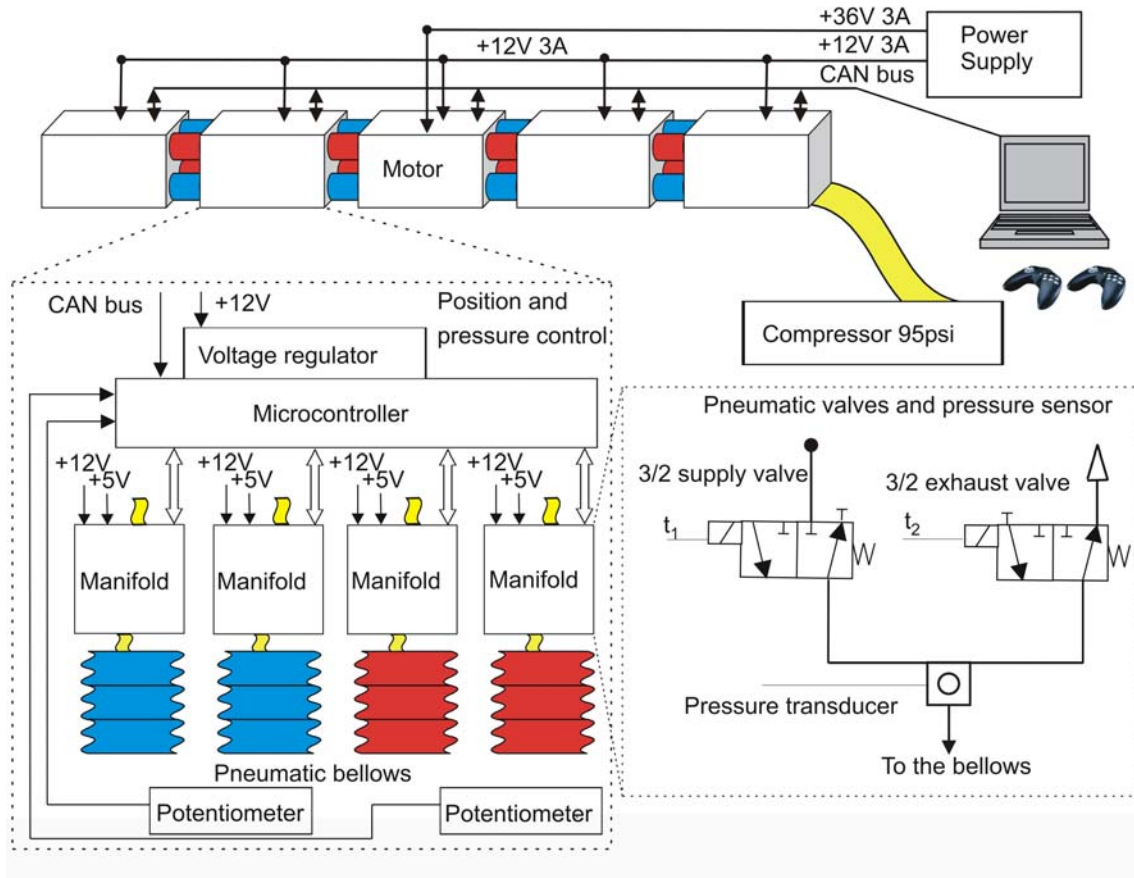 +36V 3A
+12V 3A
+12V 3A
CAN bus
Power
Supply
Motor
Compressor 95psi
CAN bus
+12V
Position and
pressure control
Voltage regulator
Microcontroller
+12V
+5V
+12V
+5V
+12V
+5V
+12V
+5V
Manifold
Manifold
Manifold
Manifold
Pneumatic bellows
Potentiometer
Potentiometer
Pneumatic valves and pressure sensor
3/2 supply valve
3/2 exhaust valve
t1
t2
Pressure transducer
To the bellows